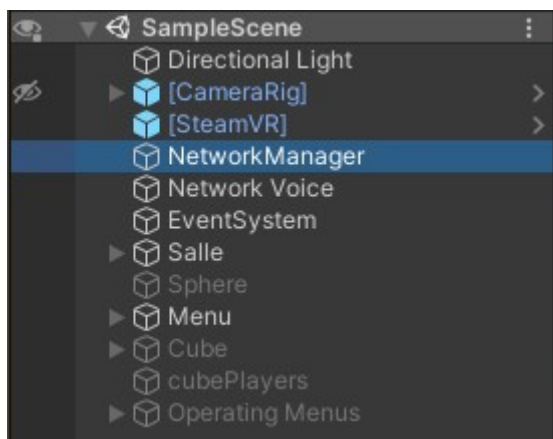 SampleScene
Directional Light
[CameraRig]
[SteamVR]
NetworkManager
Network Voice
EventSystem
Salle
Sphere
Menu
Cube
cubePlayers
Operating Menus